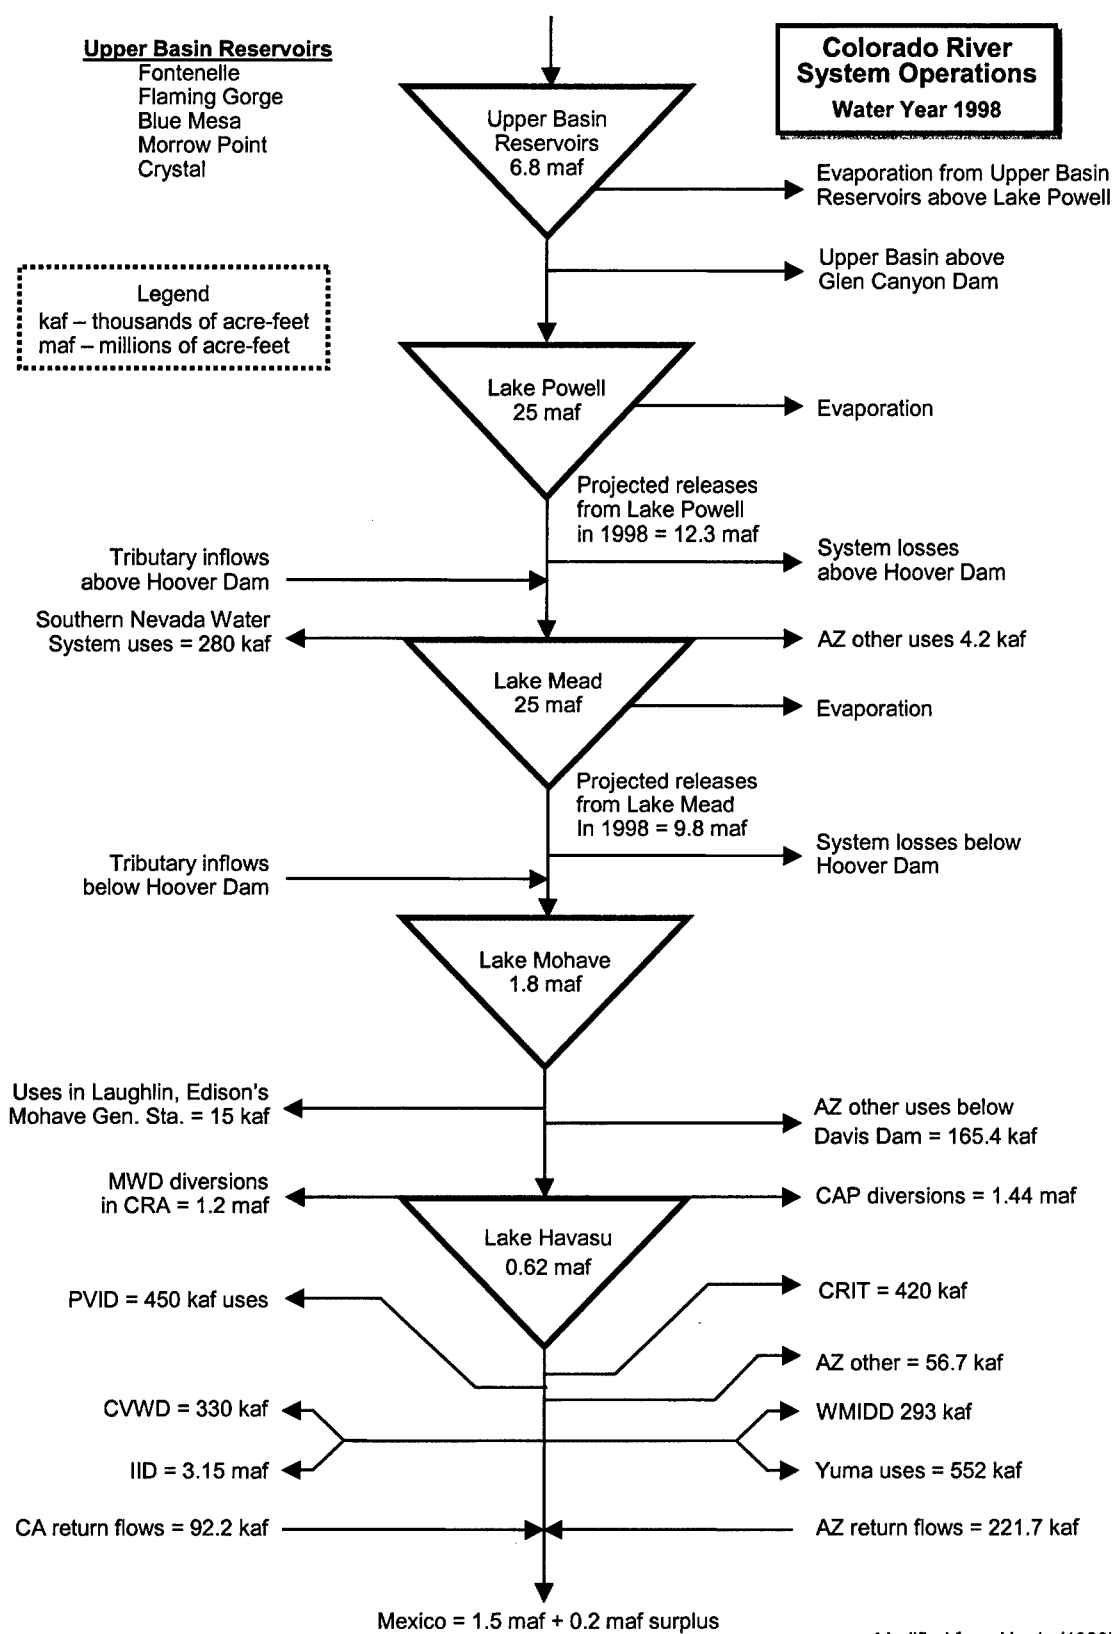 Upper Basin Reservoirs
Fontenelle
Flaming Gorge
Blue Mesa
Morrow Point
Crystal
Colorado River
System Operations
Water Year 1998
Upper Basin
Reservoirs
6.8 maf
Evaporation from Upper Basin
Reservoirs above Lake Powell
Upper Basin above
Glen Canyon Dam
Legend
kaf – thousands of acre-feet
maf – millions of acre-feet
Lake Powell
25 maf
Evaporation
Projected releases
from Lake Powell
in 1998 = 12.3 maf
Tributary inflows
above Hoover Dam
System losses
above Hoover Dam
Southern Nevada Water
System uses = 280 kaf
AZ other uses 4.2 kaf
Lake Mead
25 maf
Evaporation
Projected releases
from Lake Mead
In 1998 = 9.8 maf
Tributary inflows
below Hoover Dam
System losses below
Hoover Dam
Lake Mohave
1.8 maf
Uses in Laughlin, Edison's
Mohave Gen. Sta. = 15 kaf
AZ other uses below
Davis Dam = 165.4 kaf
MWD diversions
in CRA = 1.2 maf
CAP diversions = 1.44 maf
Lake Havasu
0.62 maf
PVID = 450 kaf uses
CRIT = 420 kaf
AZ other = 56.7 kaf
CVWD = 330 kaf
WMIDD 293 kaf
IID = 3.15 maf
Yuma uses = 552 kaf
CA return flows = 92.2 kaf
AZ return flows = 221.7 kaf
Mexico = 1.5 maf + 0.2 maf surplus